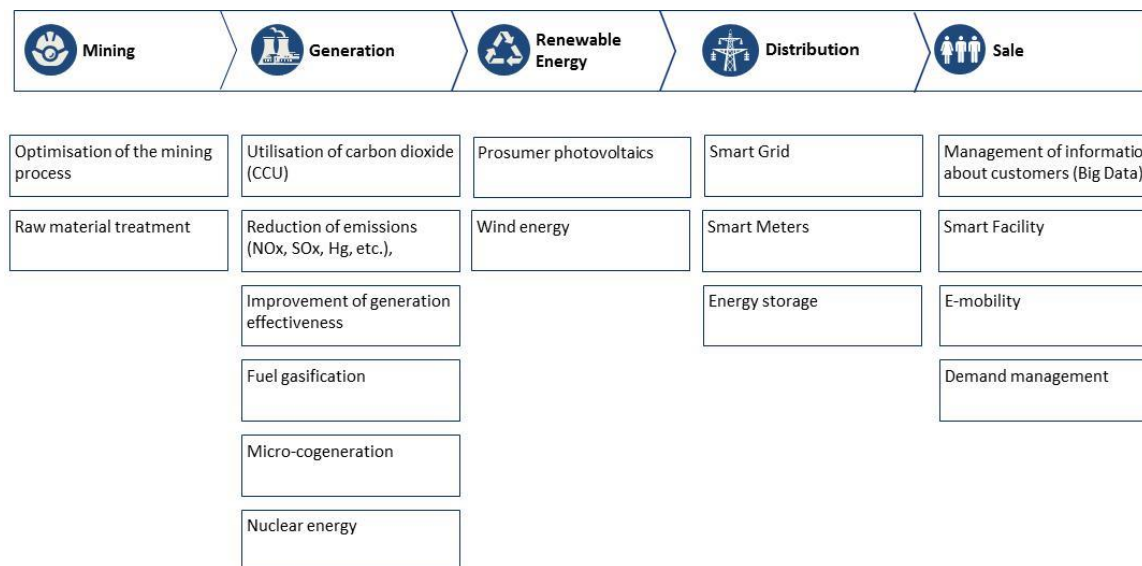 Mining
Generation
Renewable
Energy
Distribution
Sale
Optimisation of the mining
process
Raw material treatment
Utilisation of carbon dioxide
(CCU)
Reduction of emissions
(NOx, SOx, Hg, etc.),
Improvement of generation
effectiveness
Fuel gasification
Micro-cogeneration
Nuclear energy
Prosumer photovoltaics
Wind energy
Smart Grid
Smart Meters
Energy storage
Management of informatio
about customers (Big Data)
Smart Facility
E-mobility
Demand management